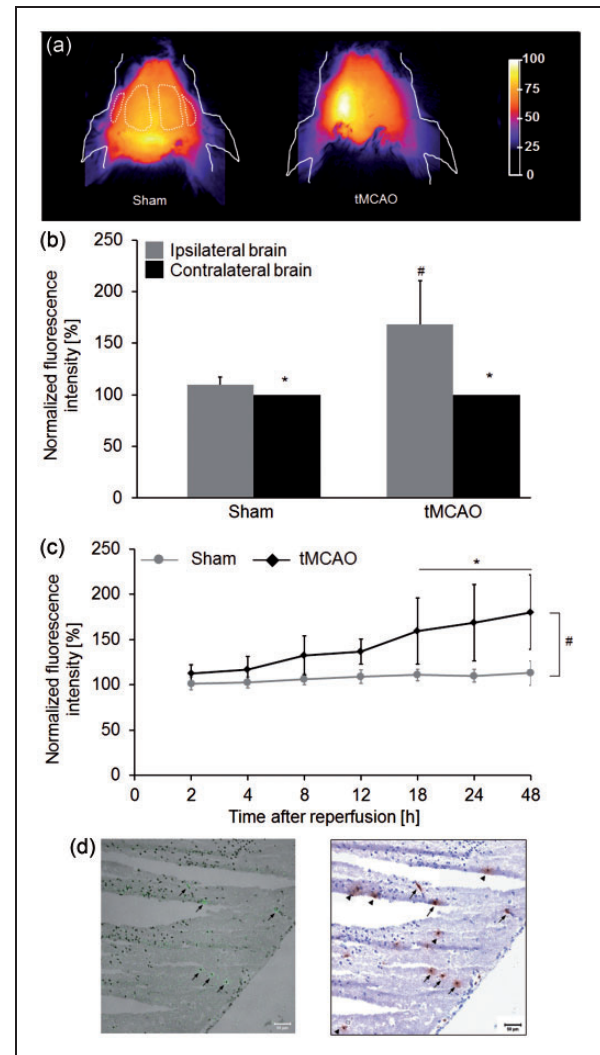 (a)
100
75
50
25
0
Sham
tMCAO
(b)
250
200
150
100
50
0
Normalized fluorescence
intensity [%]
Ipsilateral brain
Contralateral brain
#
*
*
Sham
tMCAO
(c)
250
200
150
100
50
0
Normalized fluorescence
intensity [%]
Sham
tMCAO
*
#
0 2 4 8 12 18 24 48
Time after reperfusion [h]
(d)